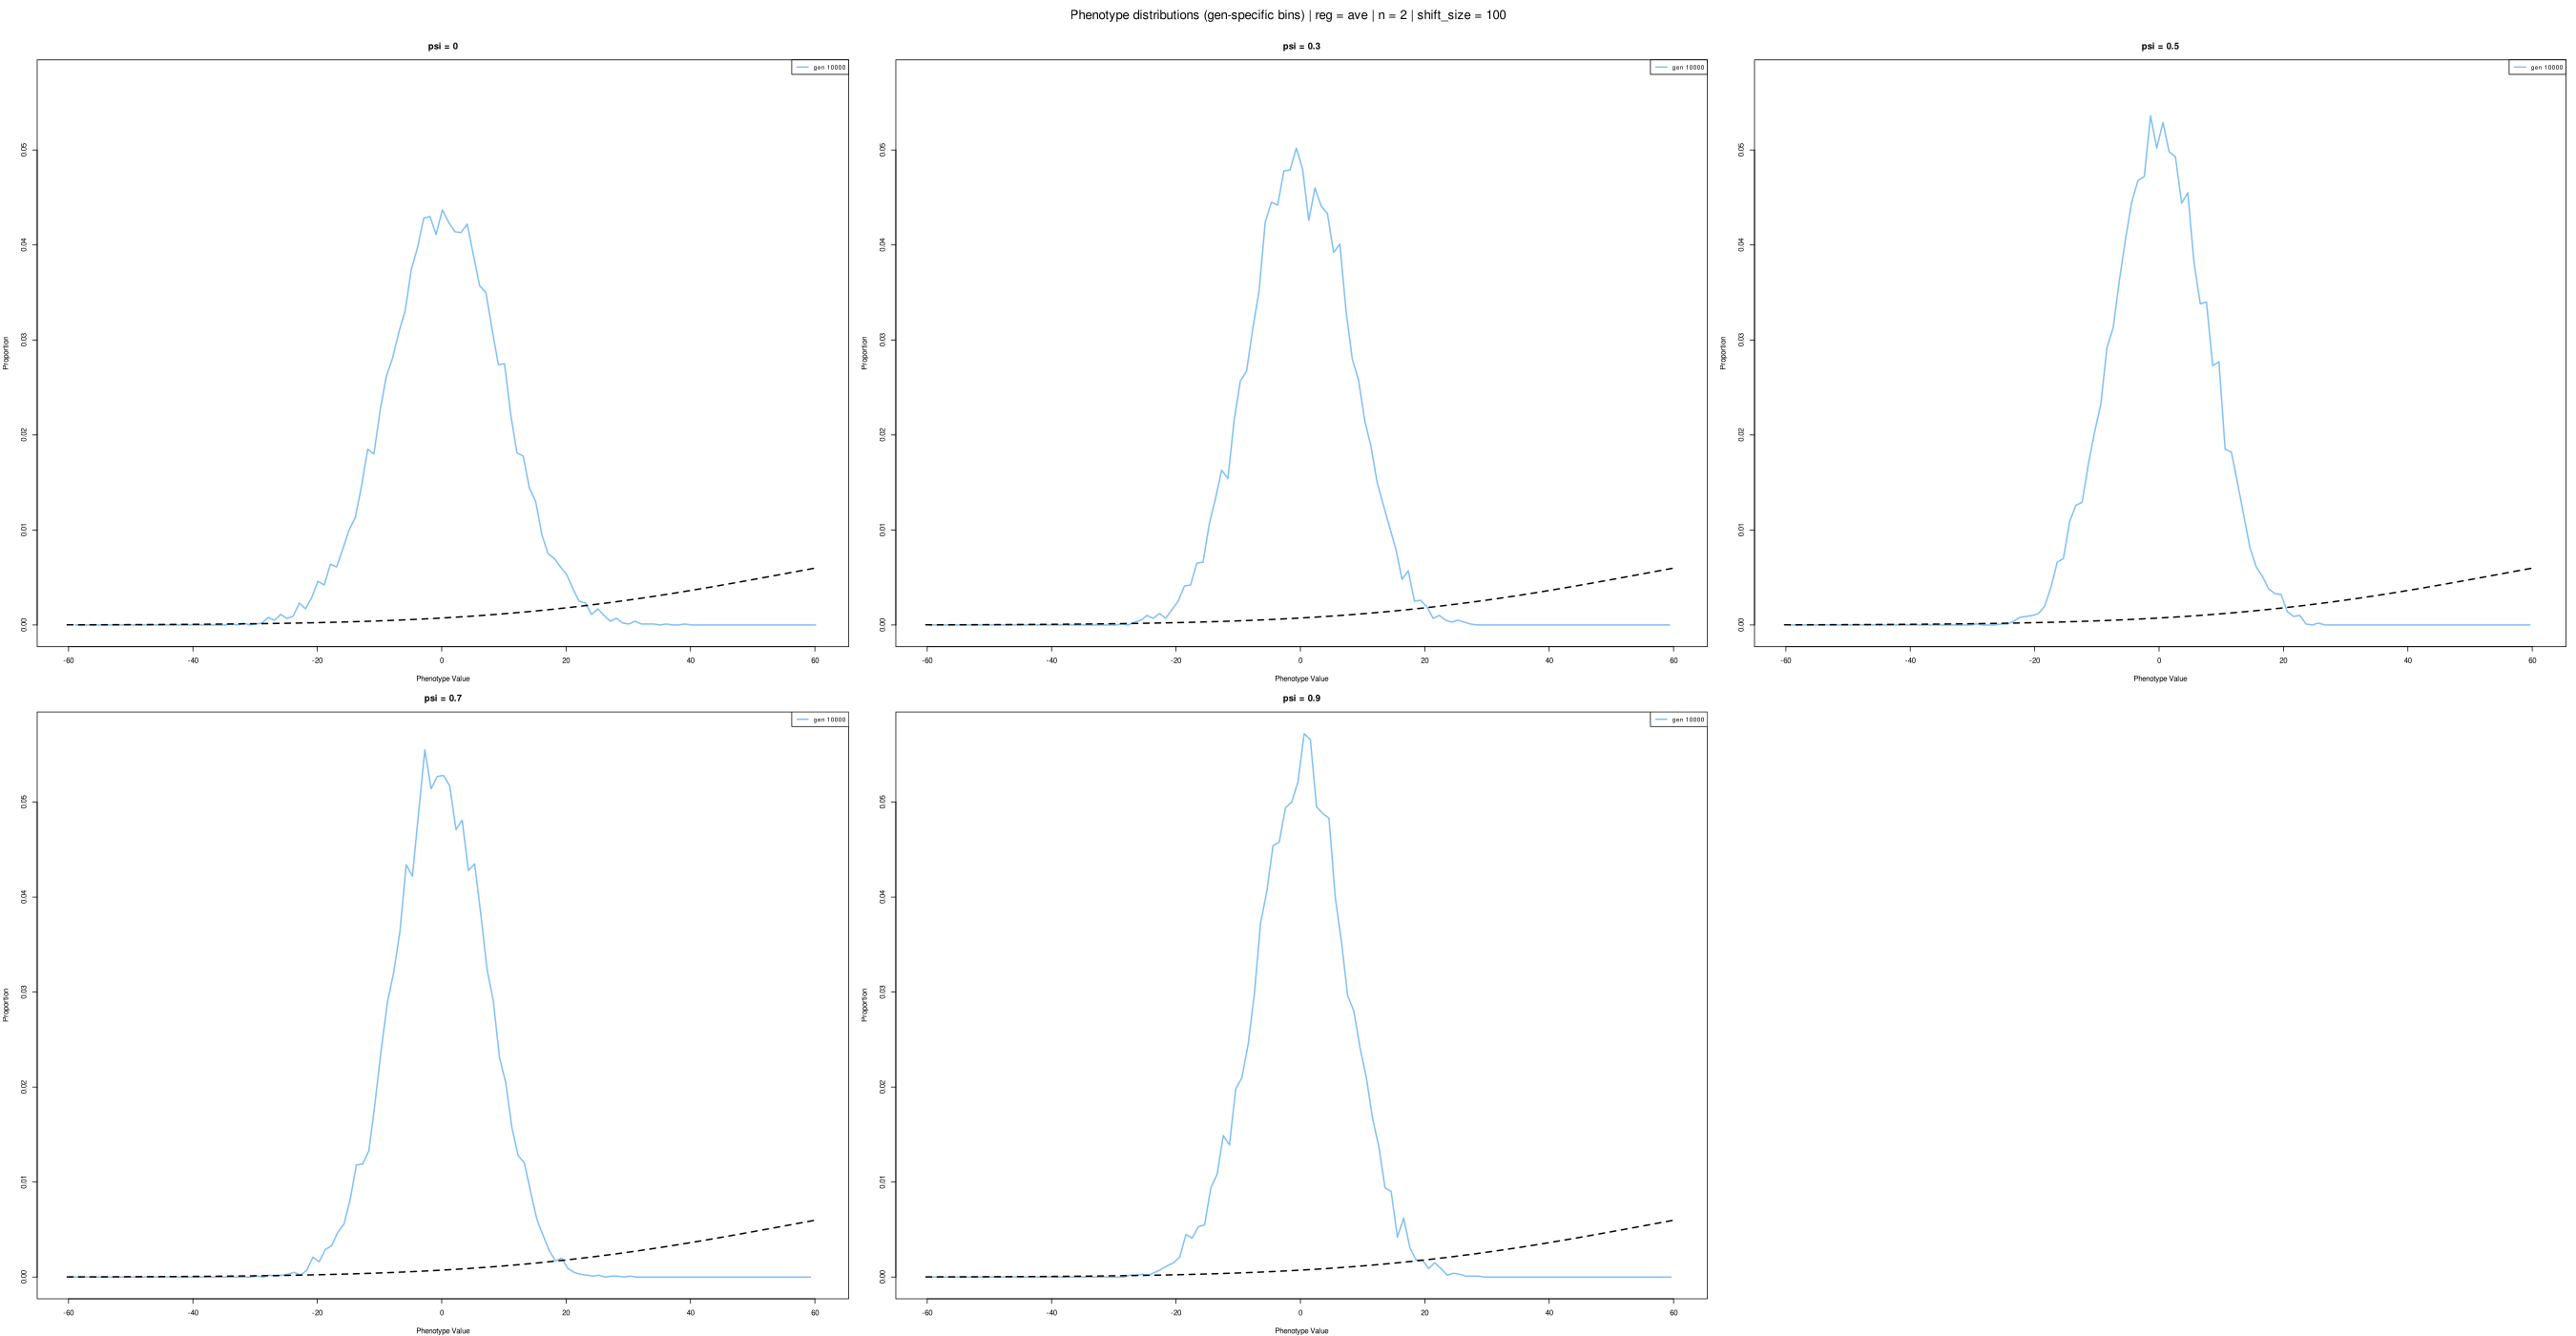 Phenotype distributions (gen-specific bins) | reg = ave | n = 2 | shift_size = 100
psi = 0
gen 10000
Proportion
0.05
0.04
0.03
0.02
0.01
0.00
-60 -40 -20 0 20 40 60
Phenotype Value
psi = 0.3
gen 10000
Proportion
0.05
0.04
0.03
0.02
0.01
0.00
-60 -40 -20 0 20 40 60
Phenotype Value
psi = 0.5
gen 10000
Proportion
0.05
0.04
0.03
0.02
0.01
0.00
-60 -40 -20 0 20 40 60
Phenotype Value
psi = 0.7
gen 10000
Proportion
0.05
0.04
0.03
0.02
0.01
0.00
-60 -40 -20 0 20 40 60
Phenotype Value
psi = 0.9
gen 10000
Proportion
0.05
0.04
0.03
0.02
0.01
0.00
-60 -40 -20 0 20 40 60
Phenotype Value